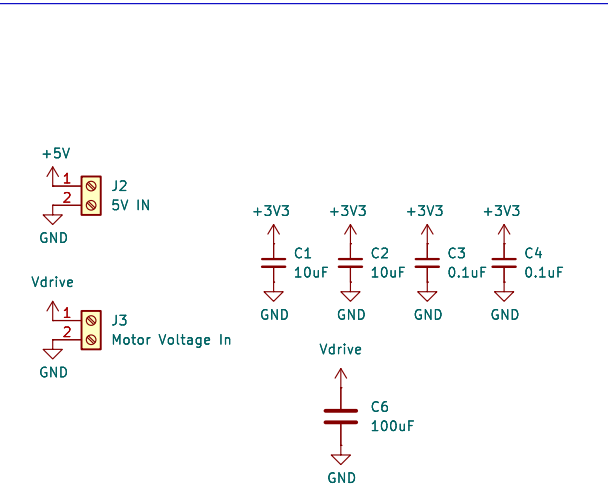 +5V
1
J2
2
5V IN
GND
+3V3
+3V3
+3V3
+3V3
C1
10uF
C2
10uF
C3
0.1uF
C4
0.1uF
GND
GND
GND
GND
Vdrive
1
J3
2
Motor Voltage In
GND
Vdrive
C6
100uF
GND